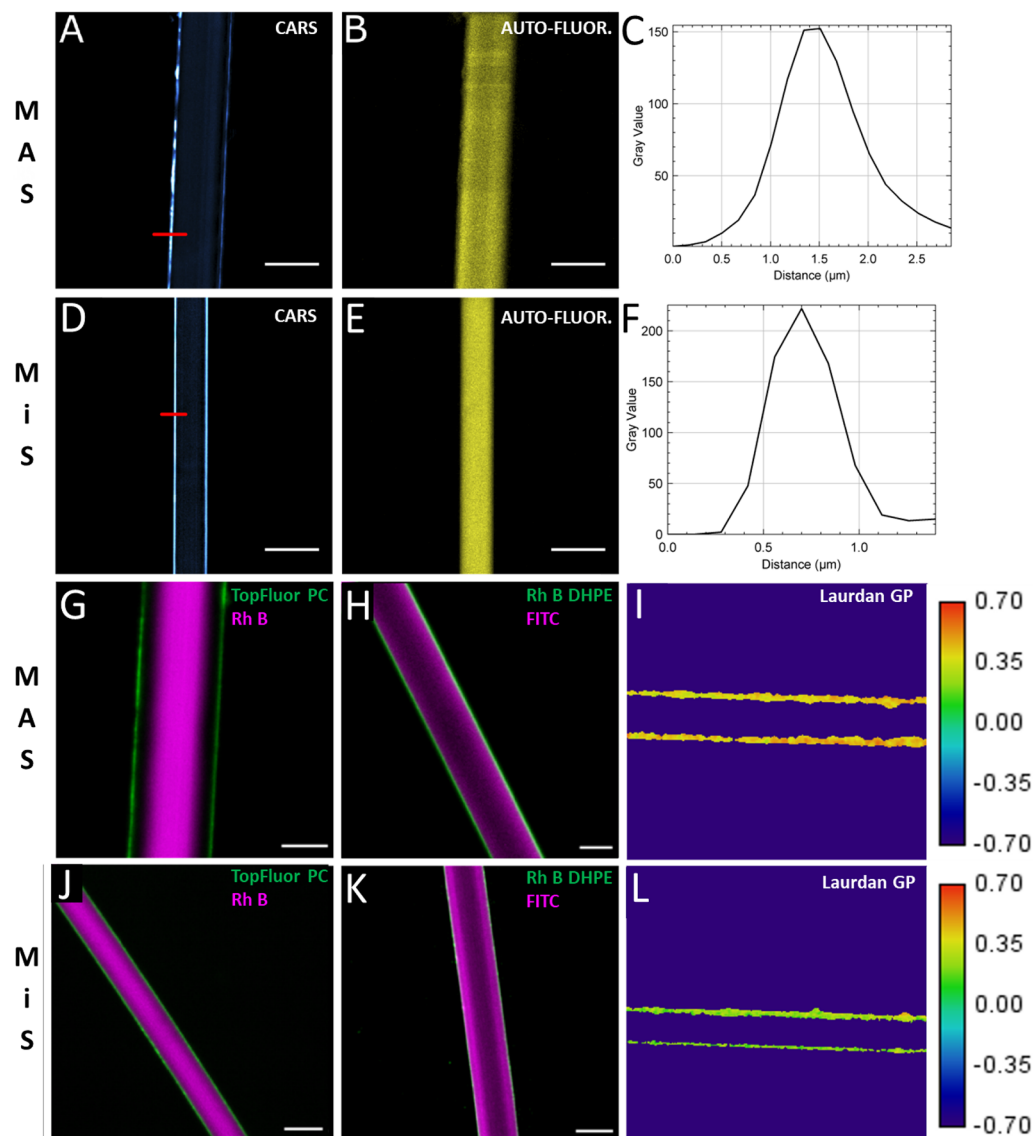 A
CARS
B
AUTO-FLUOR.
C
M
A
S
Gray Value
150
100
50
0.0
0.5
1.0
1.5
2.0
2.5
Distance (μm)
D
CARS
E
AUTO-FLUOR.
F
M
i
S
Gray Value
200
150
100
50
0
0.0
0.5
1.0
Distance (μm)
G
TopFluor PC
Rh B
H
Rh B DHPE
FITC
I
Laurdan GP
M
A
S
0.70
0.35
0.00
-0.35
-0.70
J
TopFluor PC
Rh B
K
Rh B DHPE
FITC
L
Laurdan GP
M
i
S
0.70
0.35
0.00
-0.35
-0.70